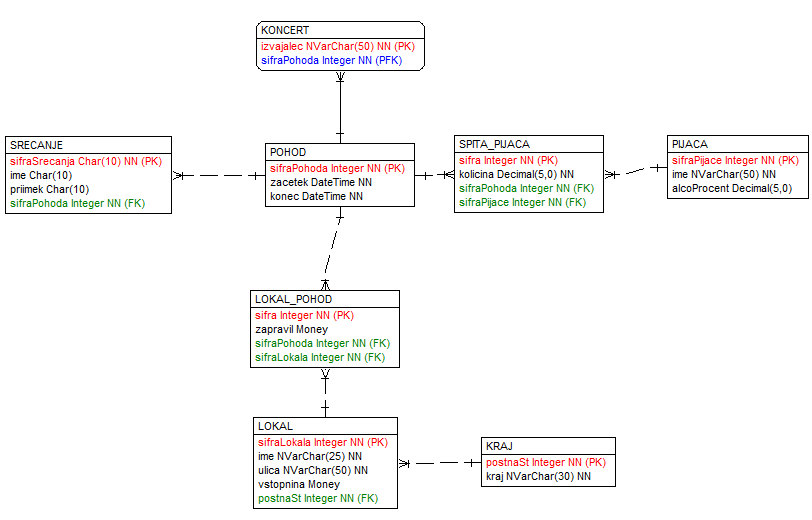 KONCERT
izvajalec NVarChar(50) NN (PK)
sifraPohoda Integer NN (PFK)
SRECANJE
sifraSrecanja Char(10) NN (PK)
ime Char(10)
priimek Char(10)
sifraPohoda Integer NN (FK)
POHOD
sifraPohoda Integer NN (PK)
zacetek DateTime NN
konec DateTime NN
SPITA_PIJACA
sifra Integer NN (PK)
kolicina Decimal(5,0) NN
sifraPohoda Integer NN (FK)
sifraPijace Integer NN (FK)
PIJACA
sifraPijace Integer NN (PK)
ime NVarChar(50) NN
alcoProcent Decimal(5,0)
LOKAL_POHOD
sifra Integer NN (PK)
zapravil Money
sifraPohoda Integer NN (FK)
sifraLokala Integer NN (FK)
LOKAL
sifraLokala Integer NN (PK)
ime NVarChar(25) NN
ulica NVarChar(50) NN
vstopnina Money
postnaSt Integer NN (FK)
KRAJ
postnaSt Integer NN (PK)
kraj NVarChar(30) NN